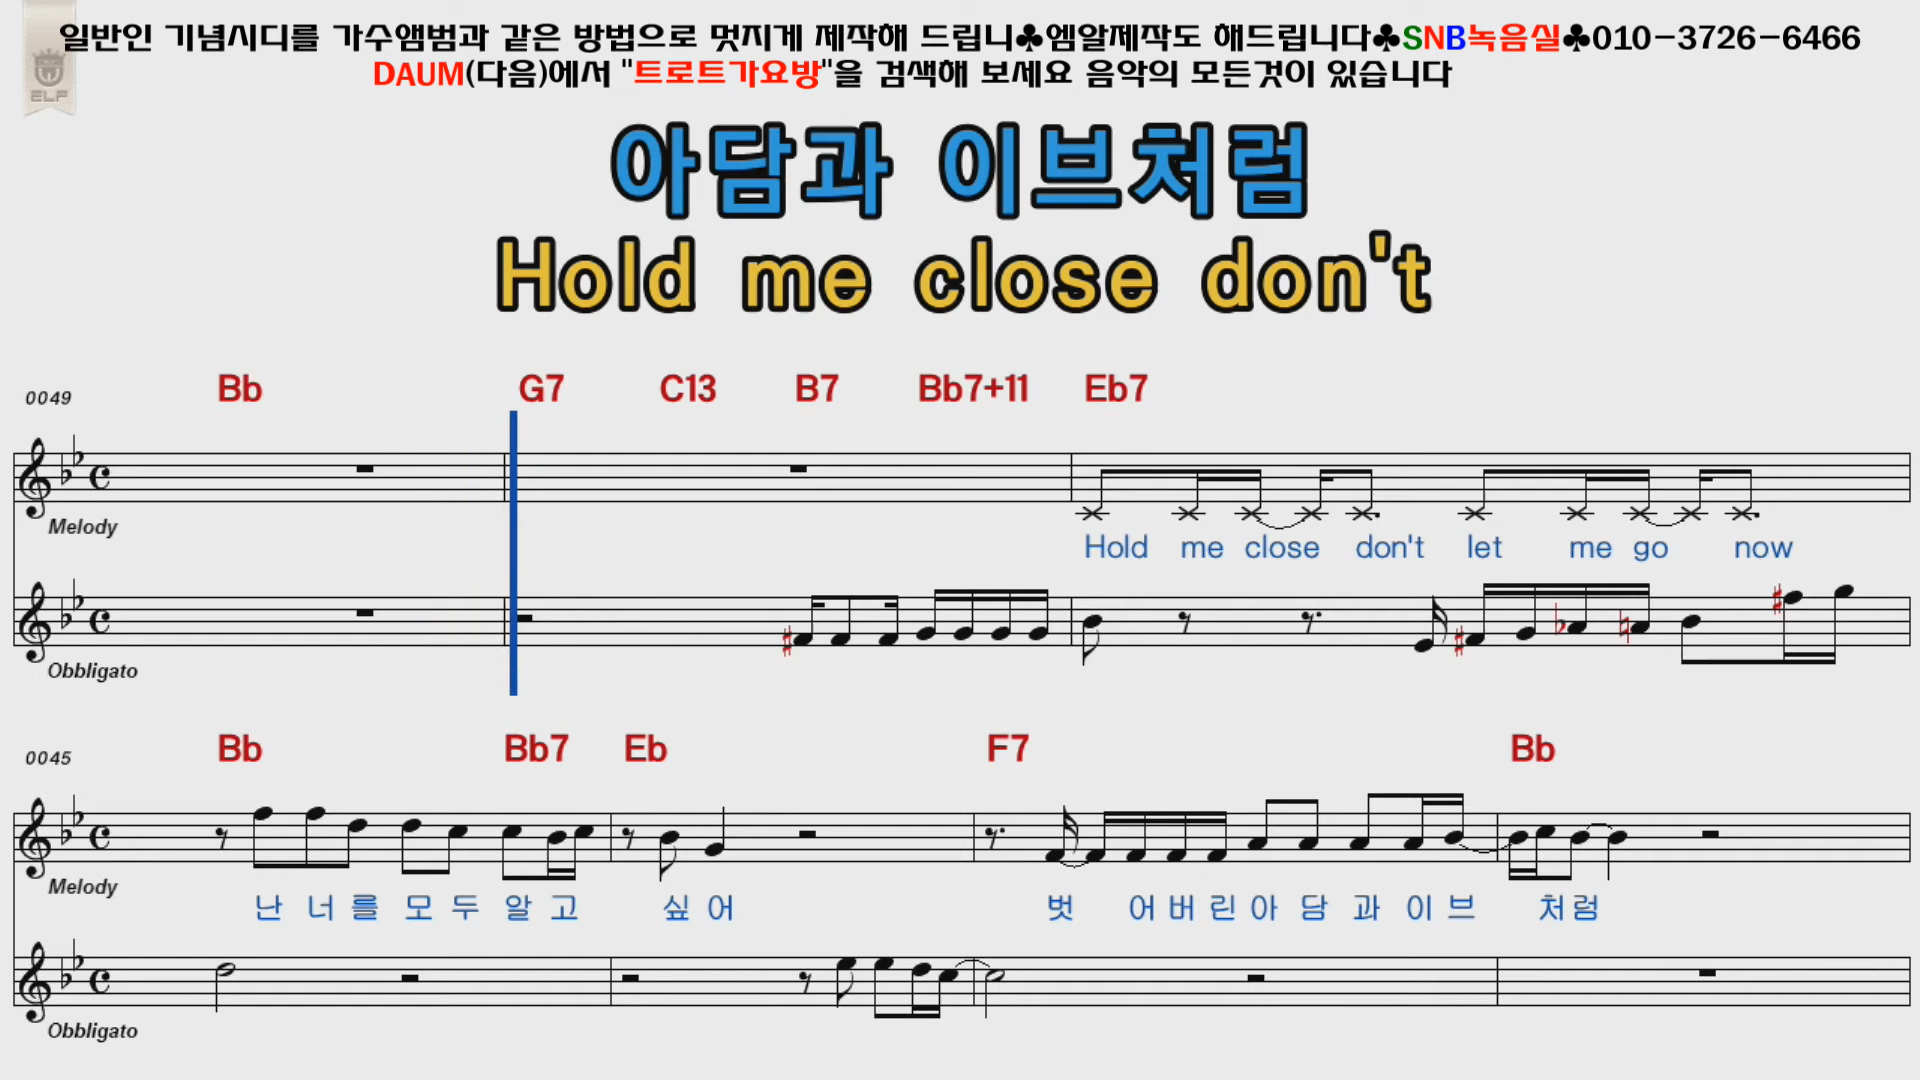 일반인 기념시디를 가수앨범과 같은 방법으로 멋지게 제작해 드립니♣엠알제작도 해드립니다♣SNB녹음실♣010-3726-6466
ELF
DAUM(다음)에서 "트로트가요방"을 검색해 보세요 음악의 모든것이 있습니다
아담과 이브처럼
Hold me close don't
0049 Bb G7 C13 B7 Bb7+11 Eb7
Melody
Hold me close don't let me go now
Obbligato
0045 Bb Bb7 Eb F7 Bb
Melody
난 너 를 모 두 알 고 싶 어 벗 어 버 린 아 담 과 이 브 처 럼
Obbligato